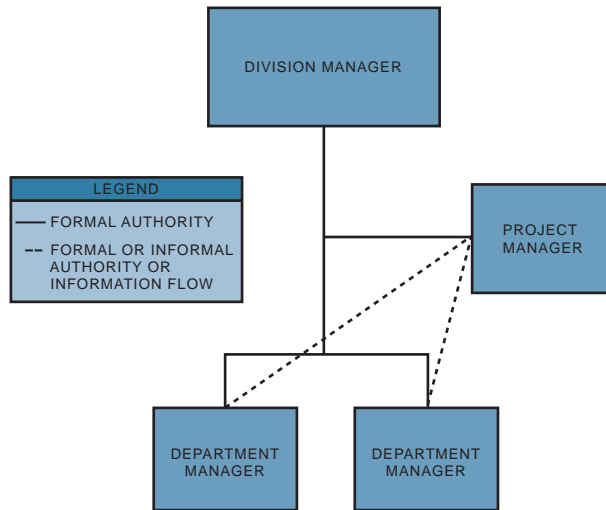 DIVISION MANAGER
LEGEND
FORMAL AUTHORITY
FORMAL OR INFORMAL
AUTHORITY OR
INFORMATION FLOW
PROJECT
MANAGER
DEPARTMENT
MANAGER
DEPARTMENT
MANAGER